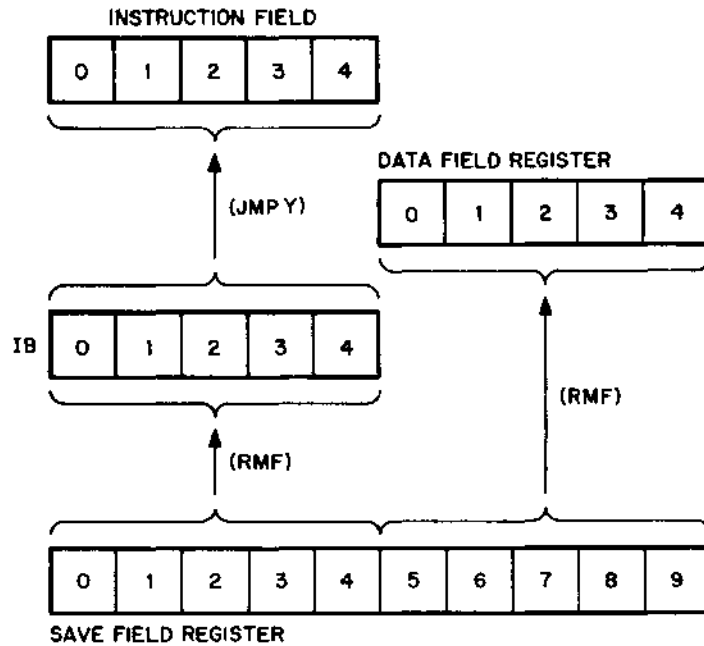 INSTRUCTION FIELD
0 1 2 3 4
DATA FIELD REGISTER
(JMP Y)
0 1 2 3 4
IB 0 1 2 3 4
(RMF)
(RMF)
0 1 2 3 4 5 6 7 8 9
SAVE FIELD REGISTER